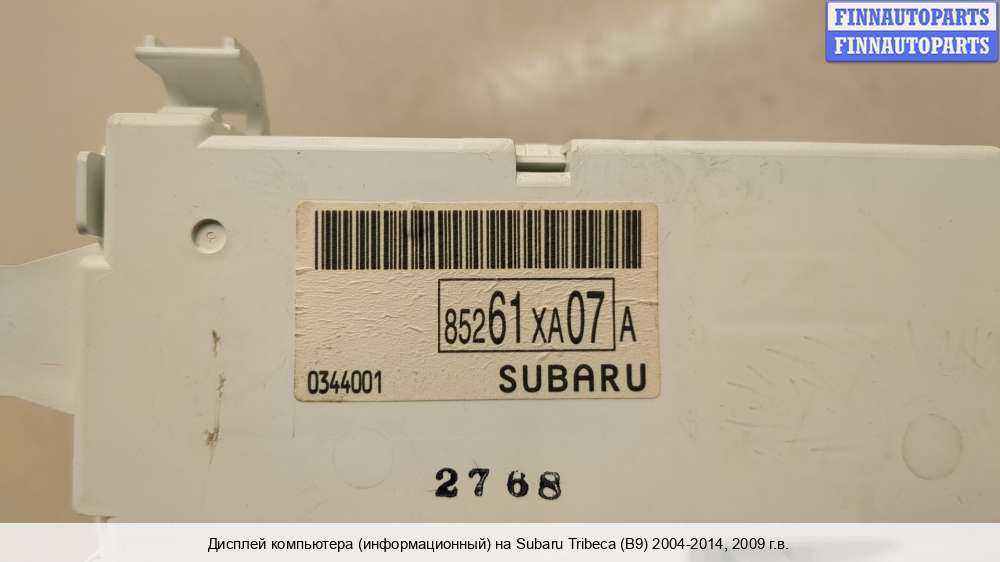 FINNAUTOPARTS
FINNAUTOPARTS
85261XA07 A
0344001 SUBARU
2768
Дисплей компьютера (информационный) на Subaru Tribeca (B9) 2004-2014, 2009 г.в.